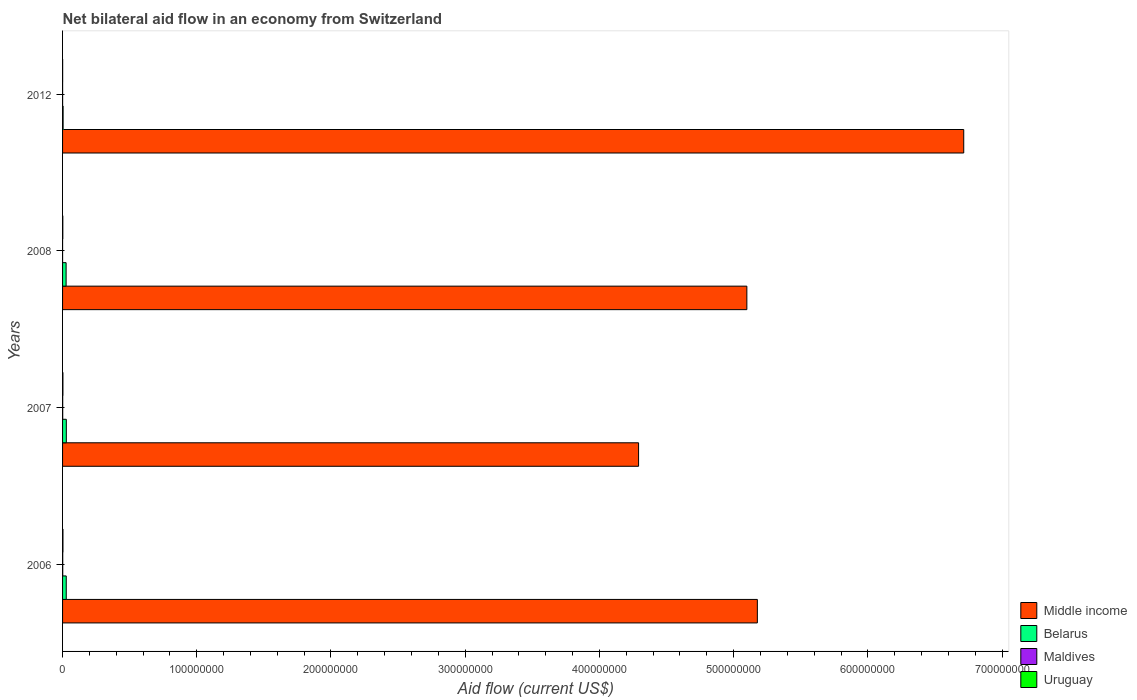 Net bilateral aid flow in an economy from Switzerland
2012
2008
2007
2006
Years
0
100000000
200000000
300000000
400000000
500000000
600000000
700000000
Aid flow (current US$)
Middle income
Belarus
Maldives
Uruguay